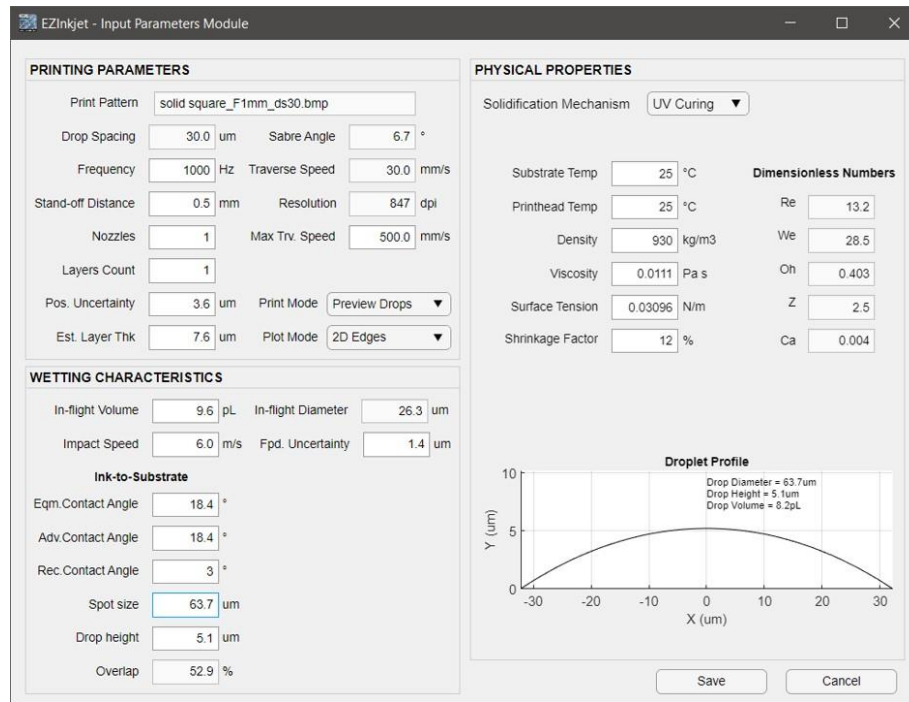 EZInkjet - Input Parameters Module
PRINTING PARAMETERS
Print Pattern solid square_F1mm_ds30.bmp
Drop Spacing 30.0 um Sabre Angle 6.7 °
Frequency 1000 Hz Traverse Speed 30.0 mm/s
Stand-off Distance 0.5 mm Resolution 847 dpi
Nozzles 1 Max Trv. Speed 500.0 mm/s
Layers Count 1
Pos. Uncertainty 3.6 um Print Mode Preview Drops
Est. Layer Thk 7.6 um Plot Mode 2D Edges
WETTING CHARACTERISTICS
In-flight Volume 9.6 pL In-flight Diameter 26.3 um
Impact Speed 6.0 m/s Fpd. Uncertainty 1.4 um
Ink-to-Substrate
Eqm.Contact Angle 18.4 °
Adv.Contact Angle 18.4 °
Rec.Contact Angle 3 °
Spot size 63.7 um
Drop height 5.1 um
Overlap 52.9 %
PHYSICAL PROPERTIES
Solidification Mechanism UV Curing
Substrate Temp 25 °C
Printhead Temp 25 °C
Density 930 kg/m3
Viscosity 0.0111 Pa s
Surface Tension 0.03096 N/m
Shrinkage Factor 12 %
Dimensionless Numbers
Re 13.2
We 28.5
Oh 0.403
Z 2.5
Ca 0.004
Droplet Profile
Drop Diameter = 63.7um
Drop Height = 5.1um
Drop Volume = 8.2pL
10
5
0
Y (um)
-30 -20 -10 0 10 20 30
X (um)
Save Cancel